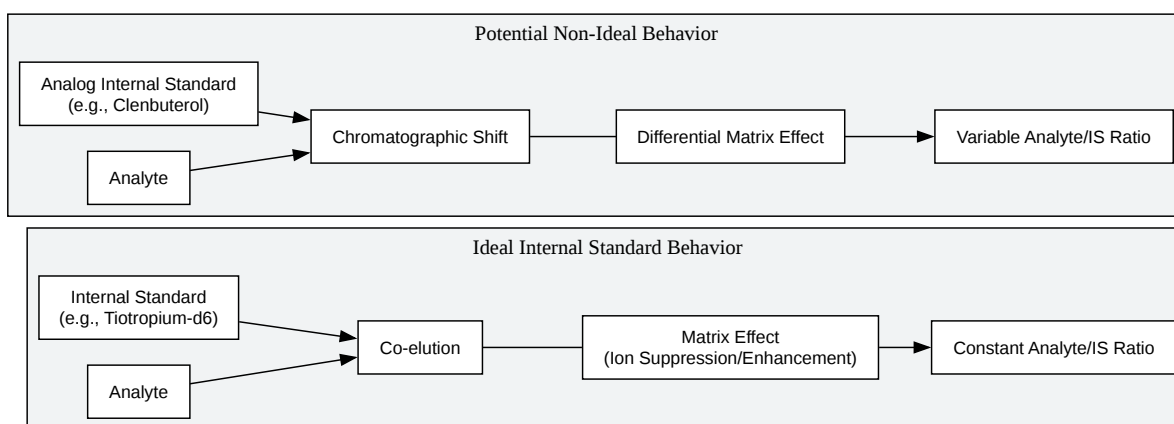 Potential Non-Ideal Behavior
Analog Internal Standard
(e.g., Clenbuterol)
Analyte
Chromatographic Shift
Differential Matrix Effect
Variable Analyte/IS Ratio
Ideal Internal Standard Behavior
Internal Standard
(e.g., Tiotropium-d6)
Analyte
Co-elution
Matrix Effect
(Ion Suppression/Enhancement)
Constant Analyte/IS Ratio